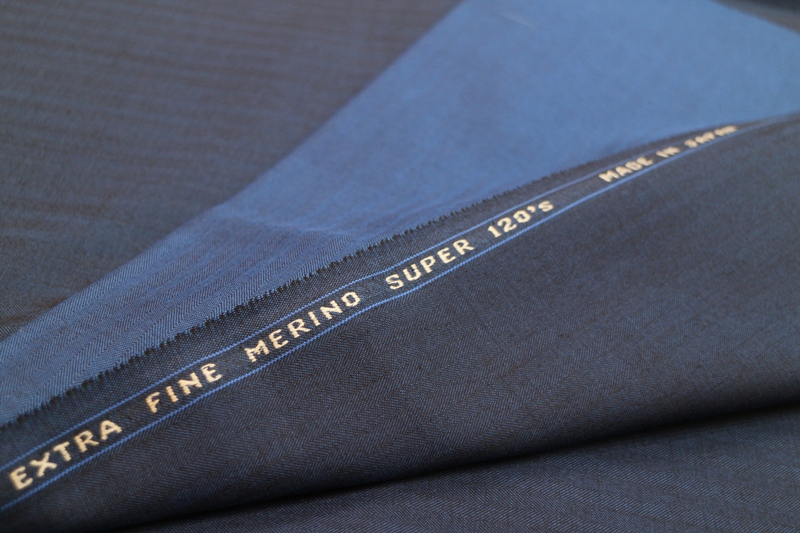 EXTRA FINE MERINO SUPER 120's MADE IN JAPAN